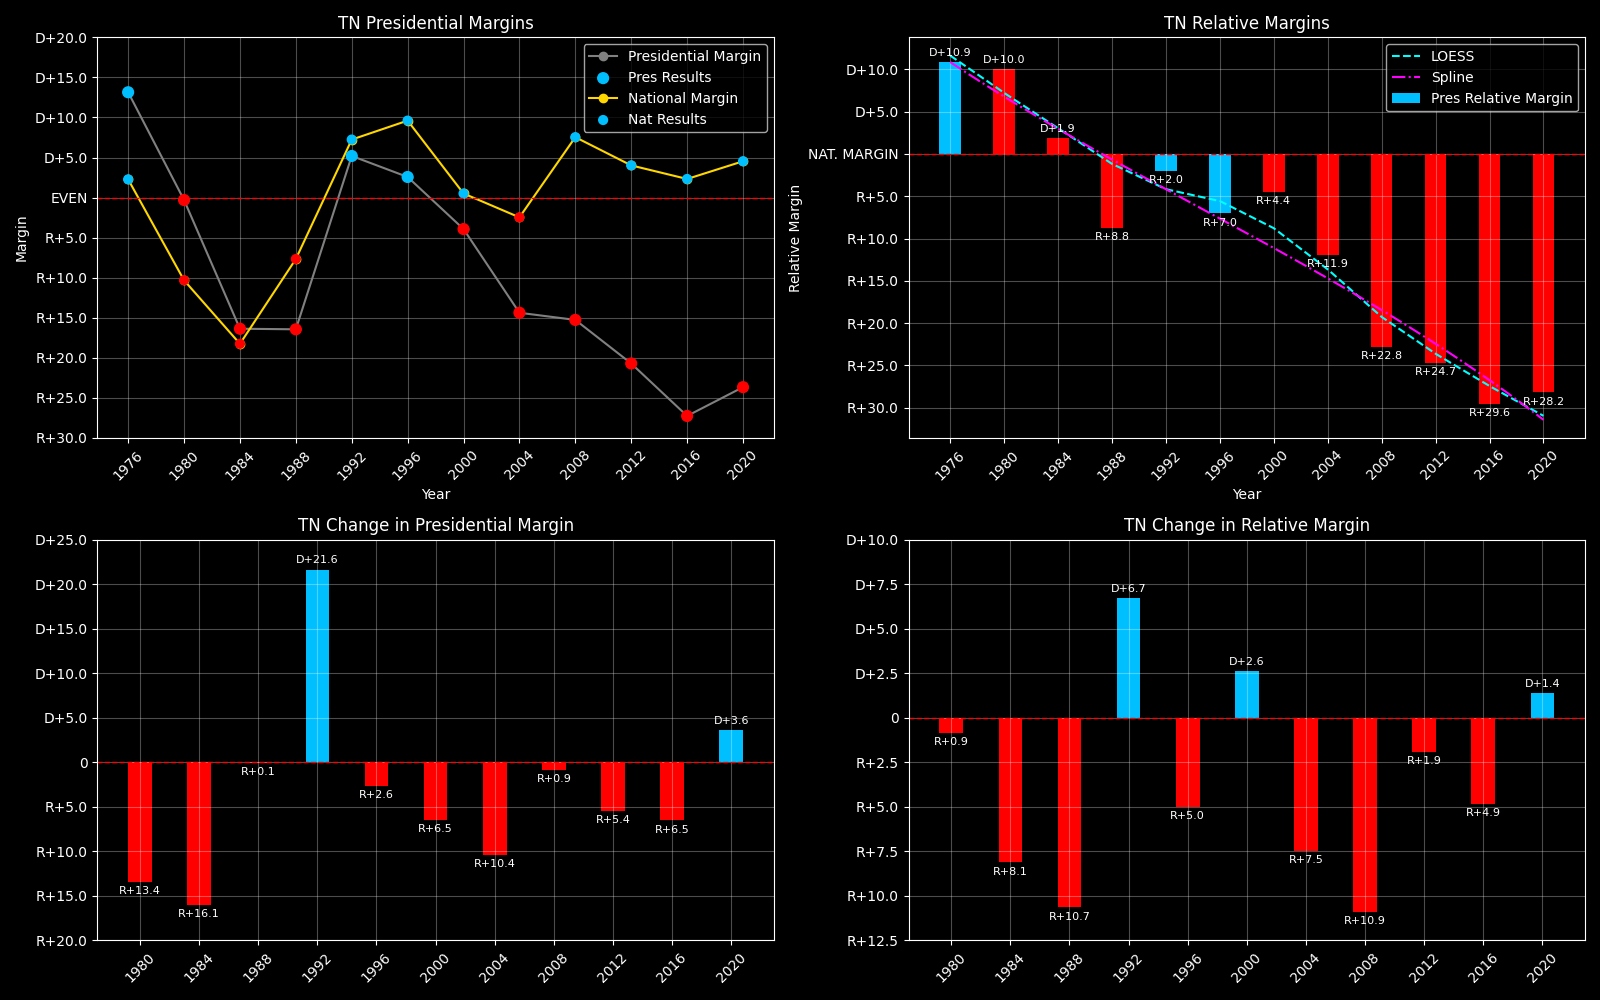 TN Presidential Margins
D+20.0
D+15.0
D+10.0
D+5.0
EVEN
R+5.0
R+10.0
R+15.0
R+20.0
R+25.0
R+30.0
Margin
Presidential Margin
Pres Results
National Margin
Nat Results
1976 1980 1984 1988 1992 1996 2000 2004 2008 2012 2016 2020
Year
TN Relative Margins
D+10.0
D+5.0
NAT. MARGIN
R+5.0
R+10.0
R+15.0
R+20.0
R+25.0
R+30.0
Relative Margin
LOESS
Spline
Pres Relative Margin
D+10.9
D+10.0
D+1.9
R+8.8
R+2.0
R+7.0
R+4.4
R+11.9
R+22.8
R+24.7
R+29.6
R+28.2
1976 1980 1984 1988 1992 1996 2000 2004 2008 2012 2016 2020
Year
TN Change in Presidential Margin
D+25.0
D+20.0
D+15.0
D+10.0
D+5.0
0
R+5.0
R+10.0
R+15.0
R+20.0
R+13.4
R+16.1
R+0.1
D+21.6
R+2.6
R+6.5
R+10.4
R+0.9
R+5.4
R+6.5
D+3.6
1980 1984 1988 1992 1996 2000 2004 2008 2012 2016 2020
TN Change in Relative Margin
D+10.0
D+7.5
D+5.0
D+2.5
0
R+2.5
R+5.0
R+7.5
R+10.0
R+12.5
R+0.9
R+8.1
R+10.7
D+6.7
R+5.0
D+2.6
R+7.5
R+10.9
R+1.9
R+4.9
D+1.4
1980 1984 1988 1992 1996 2000 2004 2008 2012 2016 2020